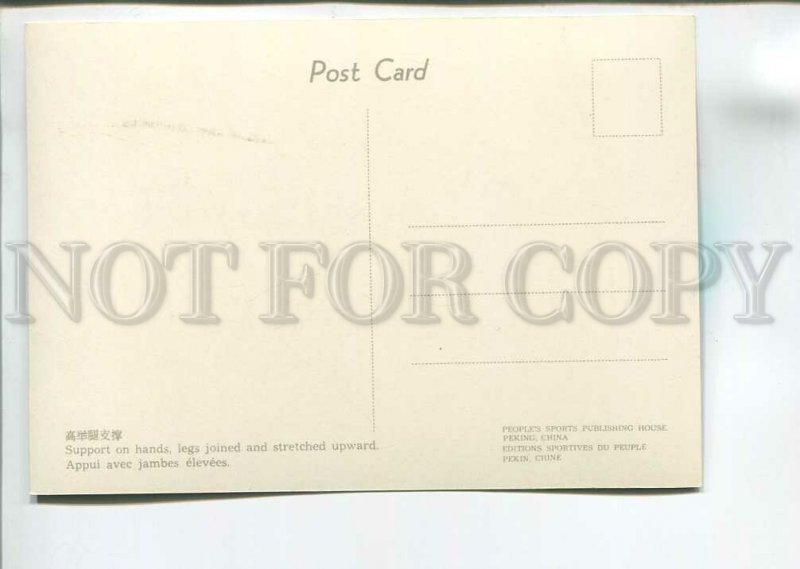 Post Card
NOT FOR COPY
高举腿支撑
Support on hands, legs joined and stretched upward.
Appui avec jambes élevées.
PEOPLE'S SPORTS PUBLISHING HOUSE
PEKING, CHINA
EDITIONS SPORTIVES DU PEUPLE
PEKIN, CHINE